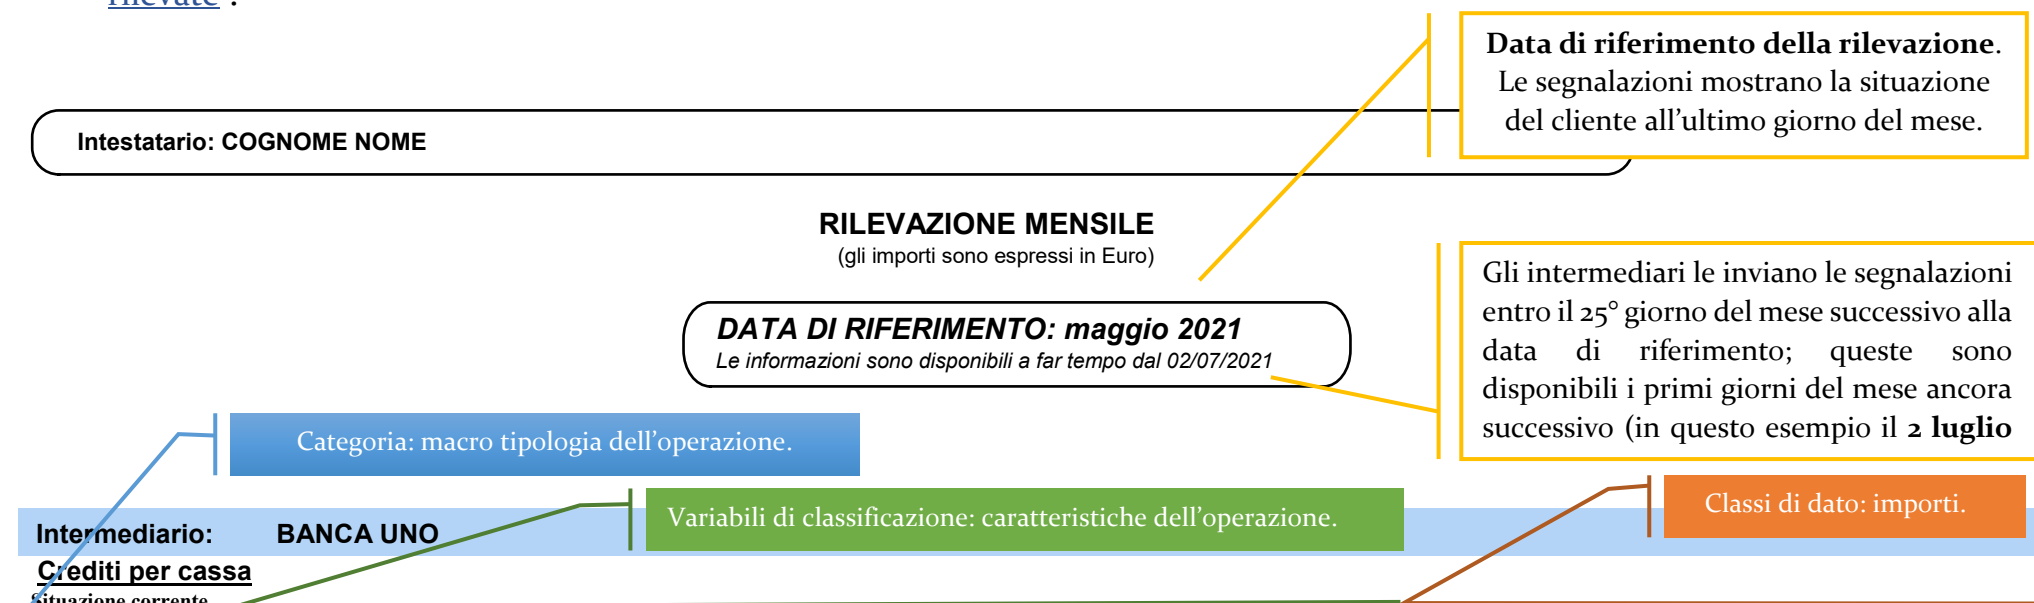 rilevate".
Data di riferimento della rilevazione.
Le segnalazioni mostrano la situazione
del cliente all'ultimo giorno del mese.
Intestatario: COGNOME NOME
RILEVAZIONE MENSILE
(gli importi sono espressi in Euro)
Gli intermediari le inviano le segnalazioni
entro il 25° giorno del mese successivo alla
data di riferimento; queste sono
disponibili i primi giorni del mese ancora
successivo (in questo esempio il 2 luglio
DATA DI RIFERIMENTO: maggio 2021
Le informazioni sono disponibili a far tempo dal 02/07/2021
Categoria: macro tipologia dell'operazione.
Variabili di classificazione: caratteristiche dell'operazione.
Classi di dato: importi.
Intermediario: BANCA UNO
Crediti per cassa
Situazione corrente